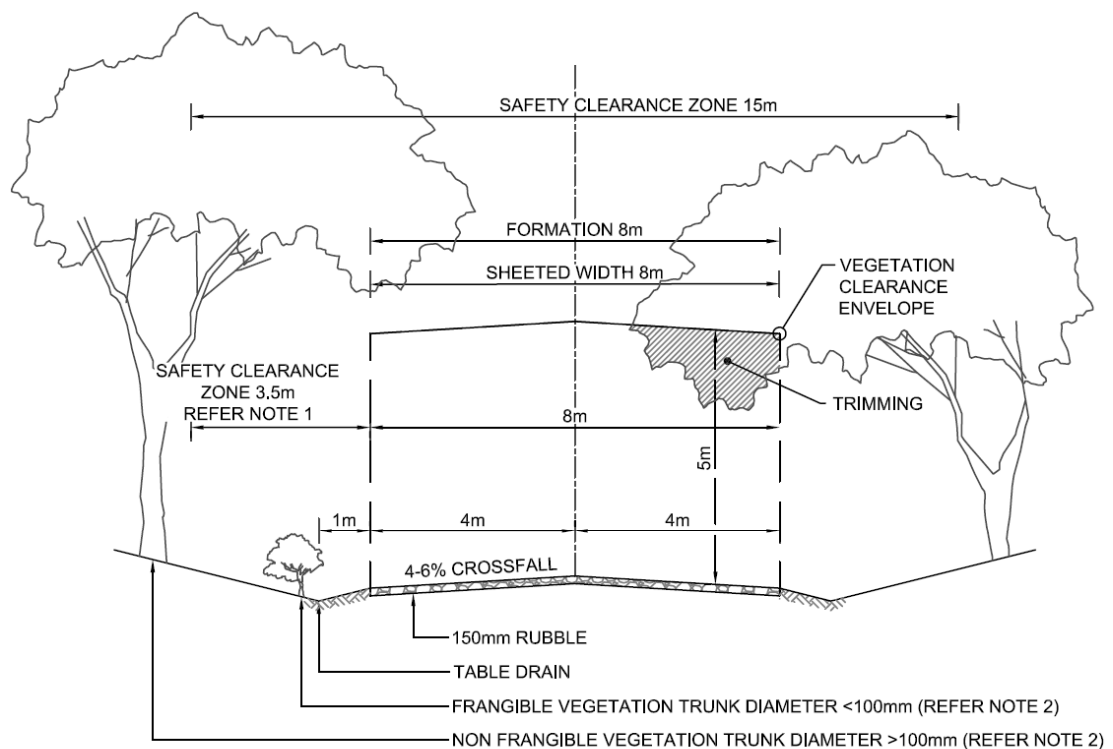 SAFETY CLEARANCE ZONE 15m
FORMATION 8m
SHEETED WIDTH 8m
VEGETATION
CLEARANCE
ENVELOPE
SAFETY CLEARANCE
ZONE 3.5m
REFER NOTE 1
TRIMMING
8m
5m
1m
4m
4m
4-6% CROSSFALL
150mm RUBBLE
TABLE DRAIN
FRANGIBLE VEGETATION TRUNK DIAMETER <100mm (REFER NOTE 2)
NON FRANGIBLE VEGETATION TRUNK DIAMETER >100mm (REFER NOTE 2)